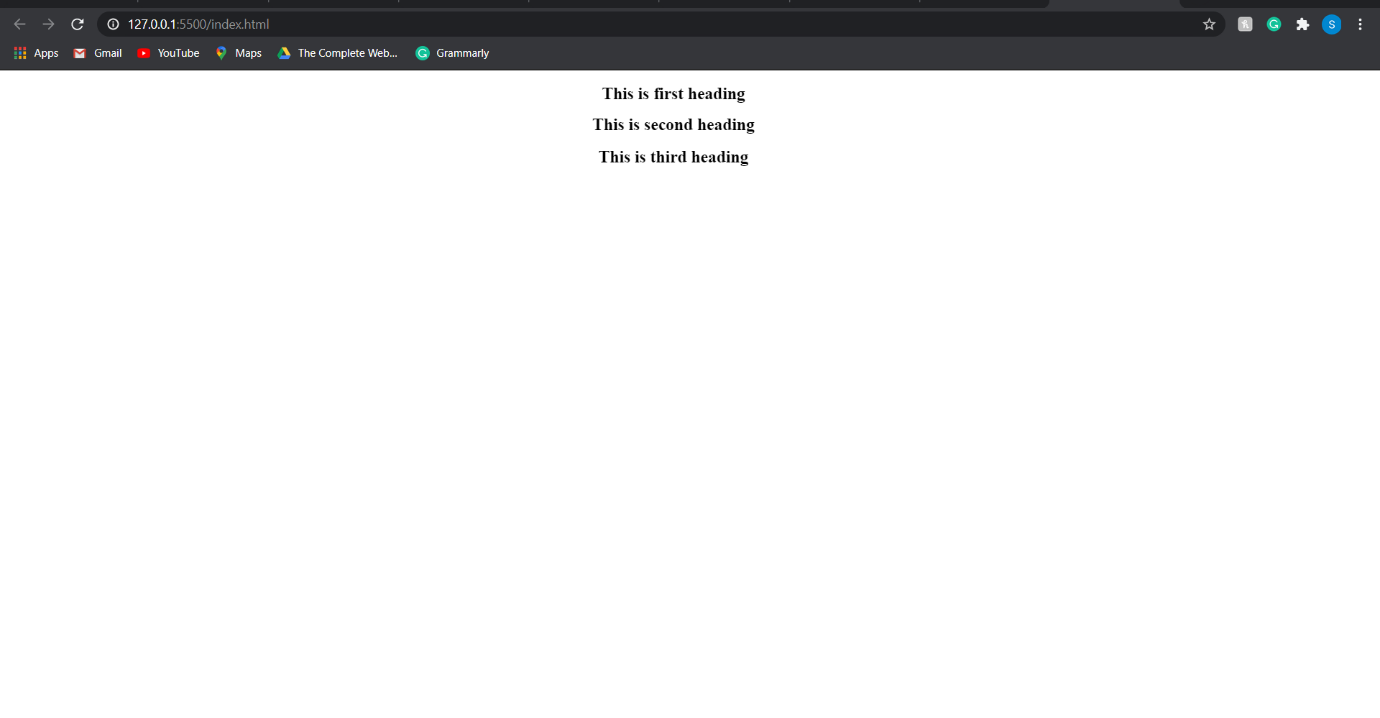 127.0.0.1:5500/index.html
S
Apps Gmail YouTube Maps The Complete Web... Grammarly
This is first heading
This is second heading
This is third heading